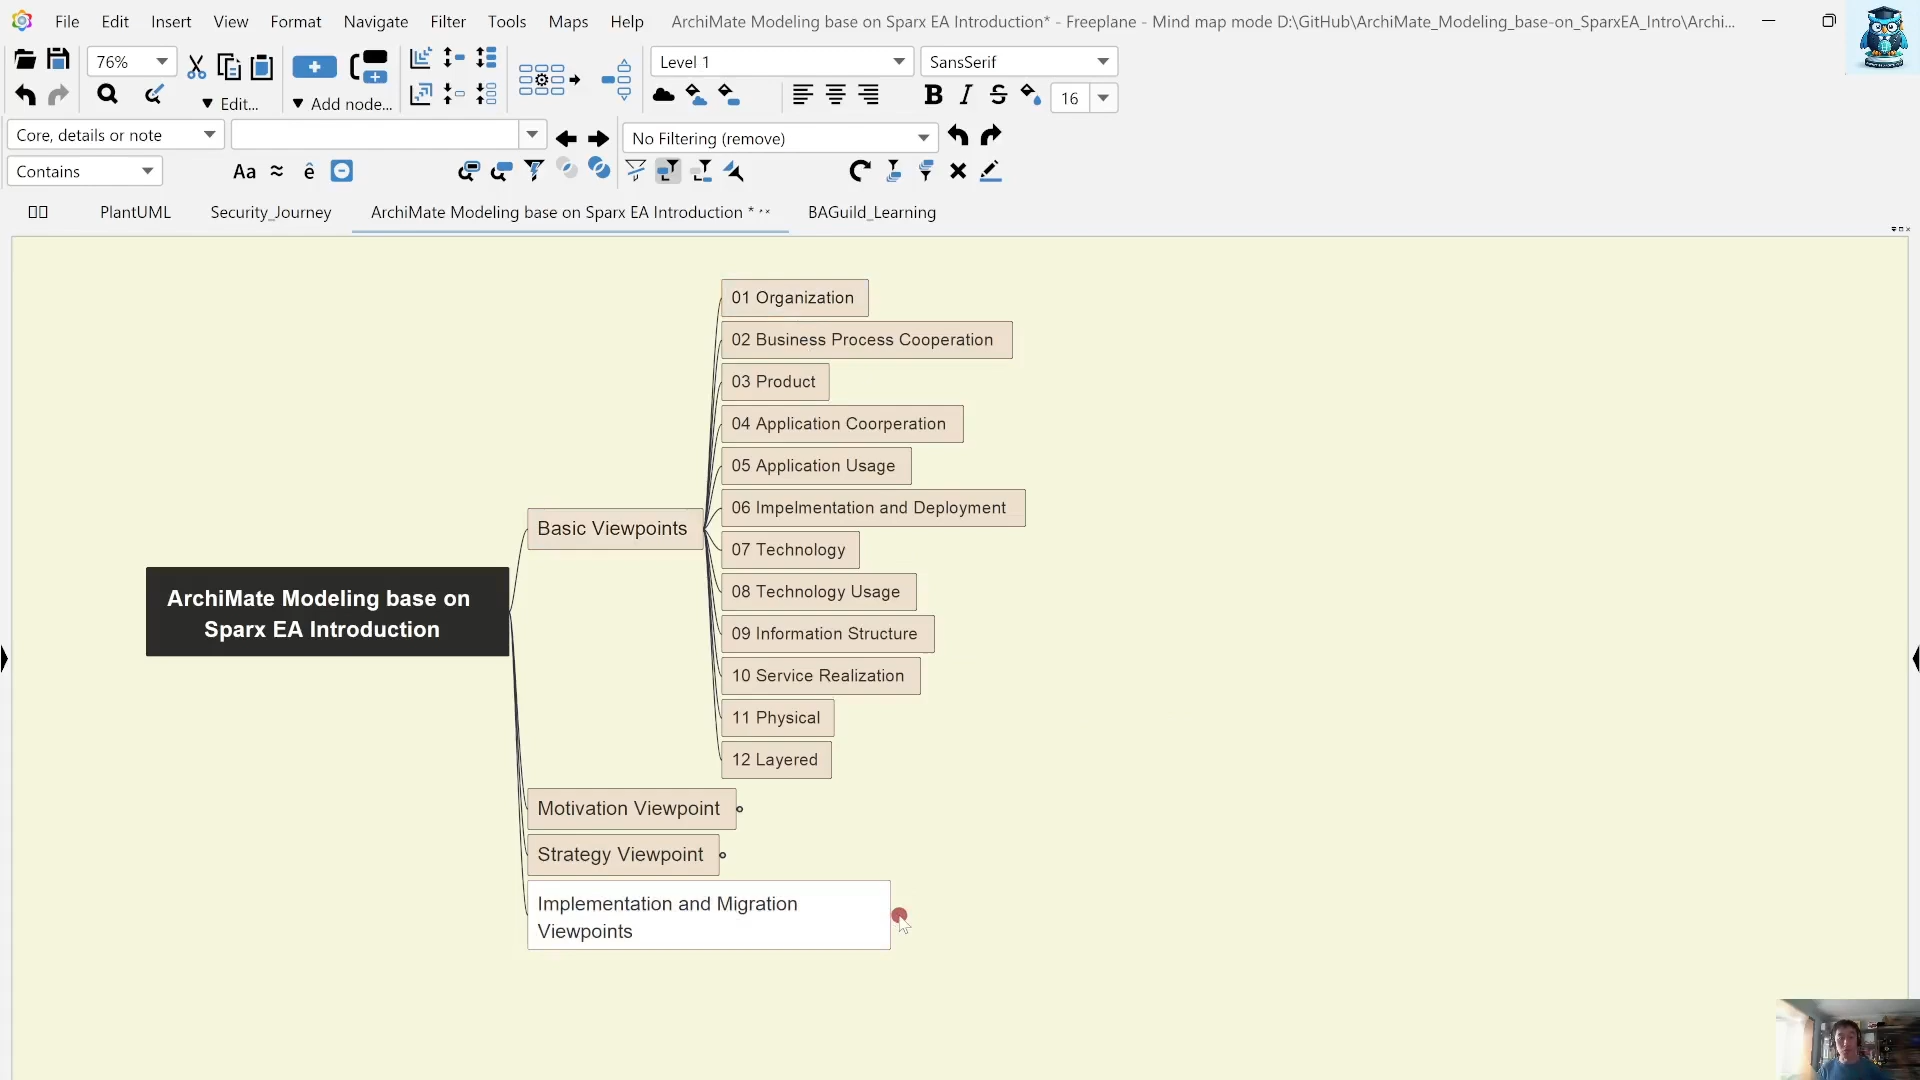 File Edit Insert View Format Navigate Filter Tools Maps Help ArchiMate Modeling base on Sparx EA Introduction* - Freeplane - Mind map mode D:\GitHub\ArchiMate_Modeling_base-on_SparxEA_Intro\Archi...
76% Level 1 SansSerif
Edit... Add node... B I S 16
Core, details or note No Filtering (remove)
Contains Aa ≈ ê
PlantUML Security_Journey ArchiMate Modeling base on Sparx EA Introduction * BAGuild_Learning
01 Organization
02 Business Process Cooperation
03 Product
04 Application Coorperation
05 Application Usage
06 Impelmentation and Deployment
Basic Viewpoints
07 Technology
08 Technology Usage
ArchiMate Modeling base on
Sparx EA Introduction
09 Information Structure
10 Service Realization
11 Physical
12 Layered
Motivation Viewpoint
Strategy Viewpoint
Implementation and Migration
Viewpoints